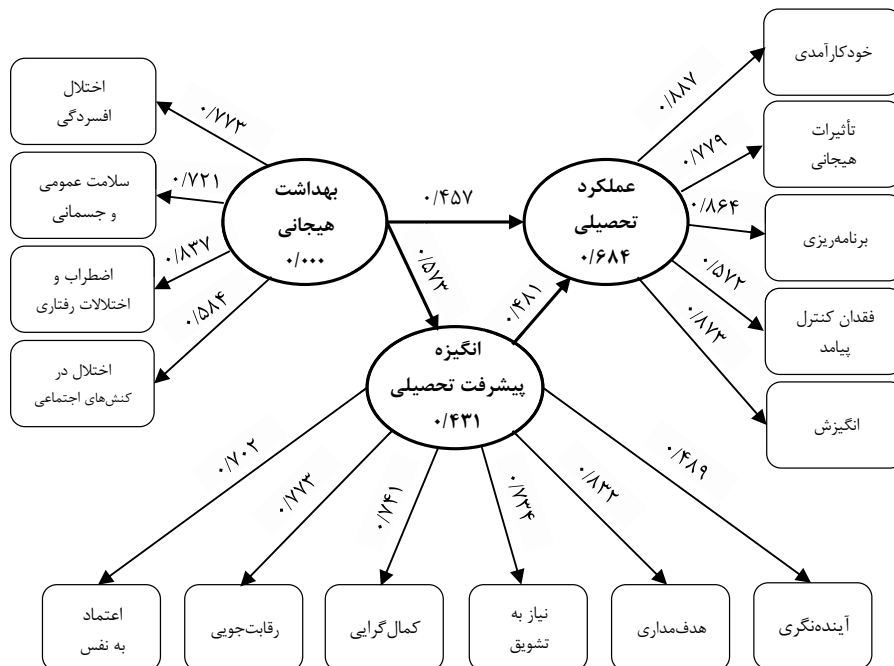 خودکارآمدی
۰/۸۸۷
اختلال
افسردگی
۰/۷۷۳
تأثیرات
هیجانی
۰/۷۷۹
سلامت عمومی
و جسمانی
۰/۷۲۱
بهداشت
هیجانی
۰/۰۰۰
۰/۴۵۷
عملکرد
تحصیلی
۰/۶۸۴
۰/۸۶۴
برنامه‌ریزی
اضطراب و
اختلالات رفتاری
۰/۸۳۷
۰/۵۷۳
۰/۴۸۱
۰/۵۷۲
فقدان کنترل
پیامد
۰/۵۸۴
۰/۸۷۳
اختلال در
کنش‌های اجتماعی
انگیزه
پیشرفت تحصیلی
۰/۴۳۱
انگیزش
۰/۷۰۲
۰/۷۷۳
۰/۷۴۱
۰/۷۳۴
۰/۸۳۲
۰/۴۸۹
اعتماد
به نفس
رقابت‌جویی
کمال‌گرایی
نیاز به
تشویق
هدف‌مداری
آینده‌نگری